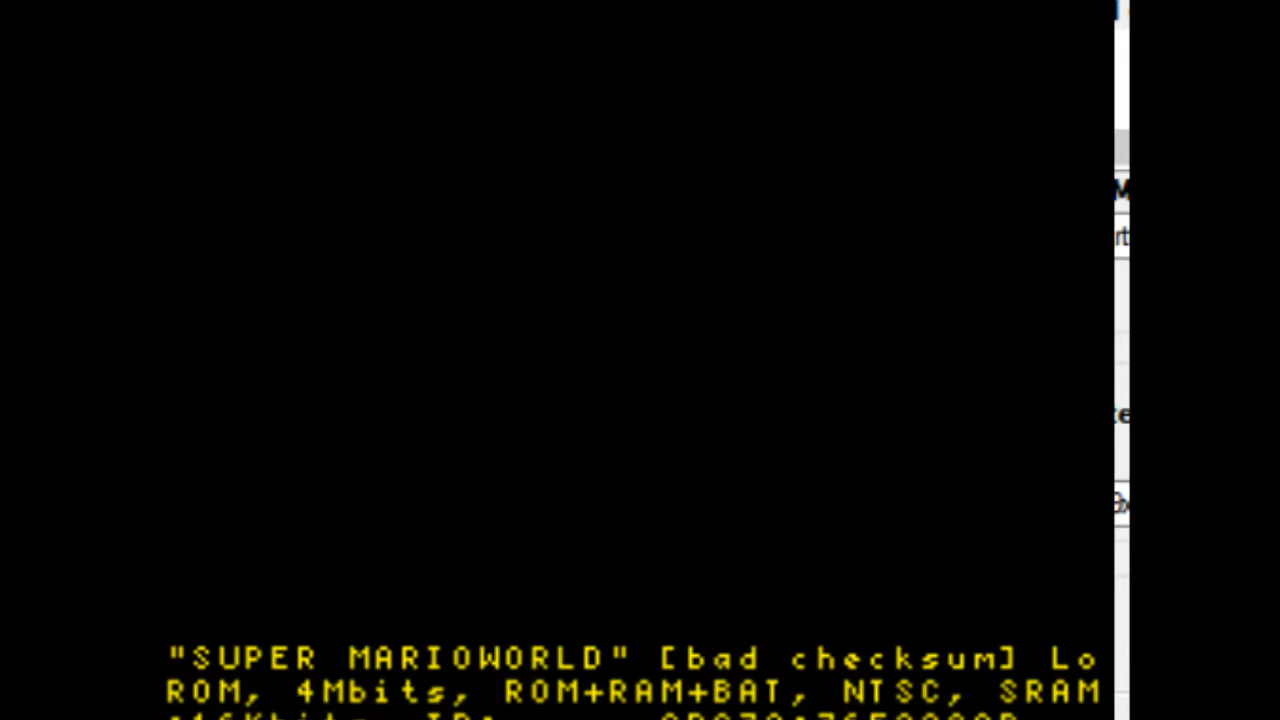 "SUPER MARIOWORLD" [bad checksum] Lo
ROM, 4Mbits, ROM+RAM+BAT, NTSC, SRAM